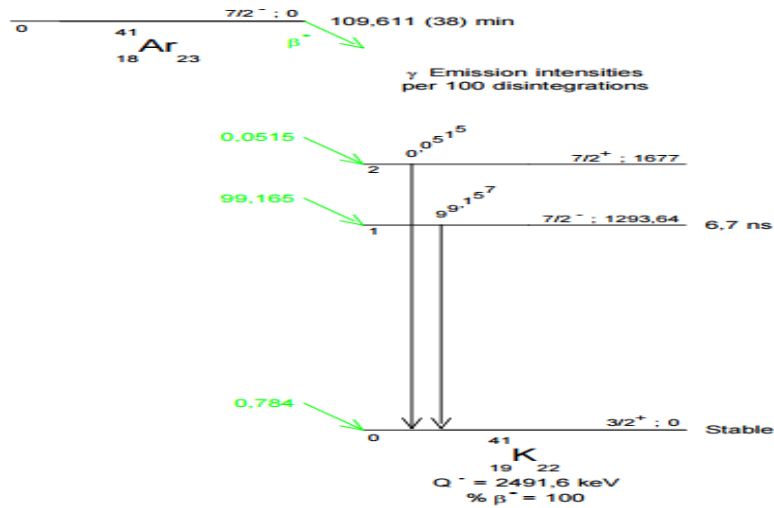 7/2⁻ ; 0
0
109,611 (38) min
β⁻
41
Ar
18 23
γ Emission intensities
per 100 disintegrations
0,0515
0,0515
7/2⁺ ; 1677
2
99,165
99,157
7/2⁻ ; 1293,64
6,7 ns
1
0,784
3/2⁺ ; 0
Stable
0
41
K
19 22
Q⁻ = 2491,6 keV
% β⁻ = 100